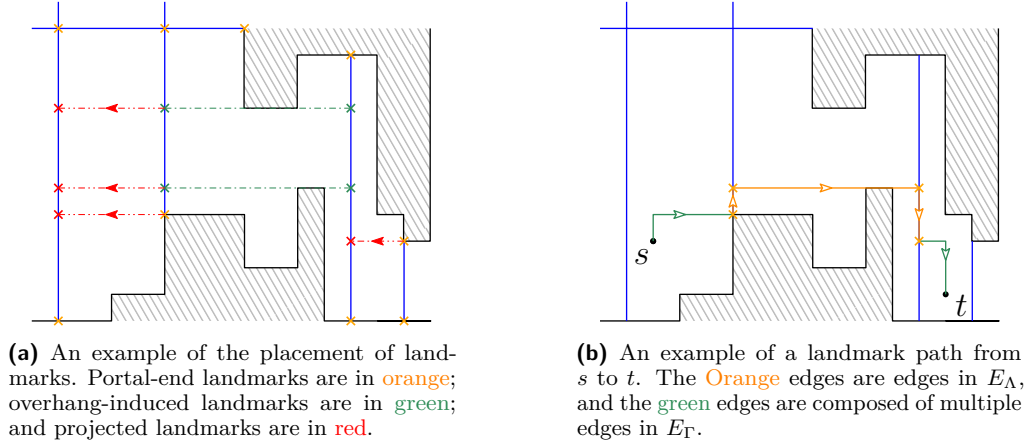 s
t
(a) An example of the placement of land-
marks. Portal-end landmarks are in orange;
overhang-induced landmarks are in green;
and projected landmarks are in red.
(b) An example of a landmark path from
s to t. The Orange edges are edges in E_Λ,
and the green edges are composed of multiple
edges in E_Γ.